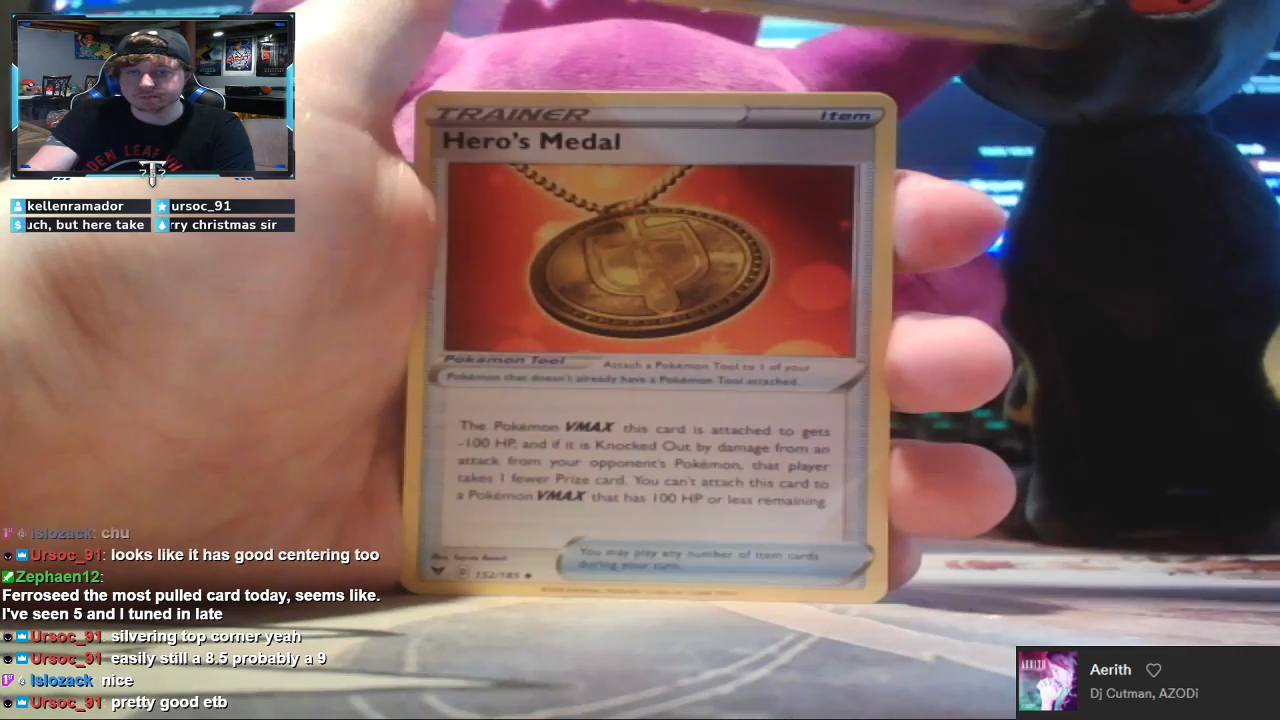 TRAINER
Item
Hero's Medal
Pokémon Tool
Attach a Pokémon Tool to 1 of your
Pokémon that doesn't already have a Pokémon Tool attached.
The Pokémon VMAX this card is attached to gets
-100 HP, and if it is Knocked Out by damage from an
attack from your opponent's Pokémon, that player
takes 1 fewer Prize card. You can't attach this card to
a Pokémon VMAX that has 100 HP or less remaining.
You may play any number of Item cards
during your turn.
D 152/185
kellenramador
ursoc_91
uch, but here take
rry christmas sir
Islozack: chu
Ursoc_91: looks like it has good centering too
Zephaen12:
Ferroseed the most pulled card today, seems like.
I've seen 5 and I tuned in late
Ursoc_91 silvering top corner yeah
Ursoc_91 easily still a 8.5 probably a 9
Islozack nice
Ursoc_91 pretty good etb
Aerith
Dj Cutman, AZODi